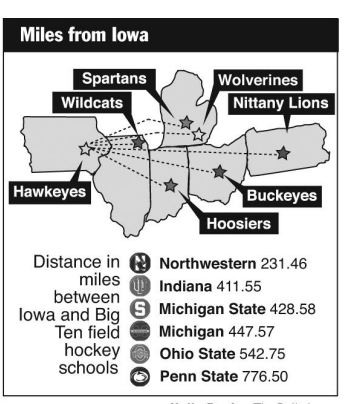 Miles from Iowa
Spartans
Wolverines
Wildcats
Nittany Lions
Hawkeyes
Buckeyes
Hoosiers
Distance in
miles
between
Iowa and Big
Ten field
hockey
schools
Northwestern 231.46
Indiana 411.55
Michigan State 428.58
Michigan 447.57
Ohio State 542.75
Penn State 776.50